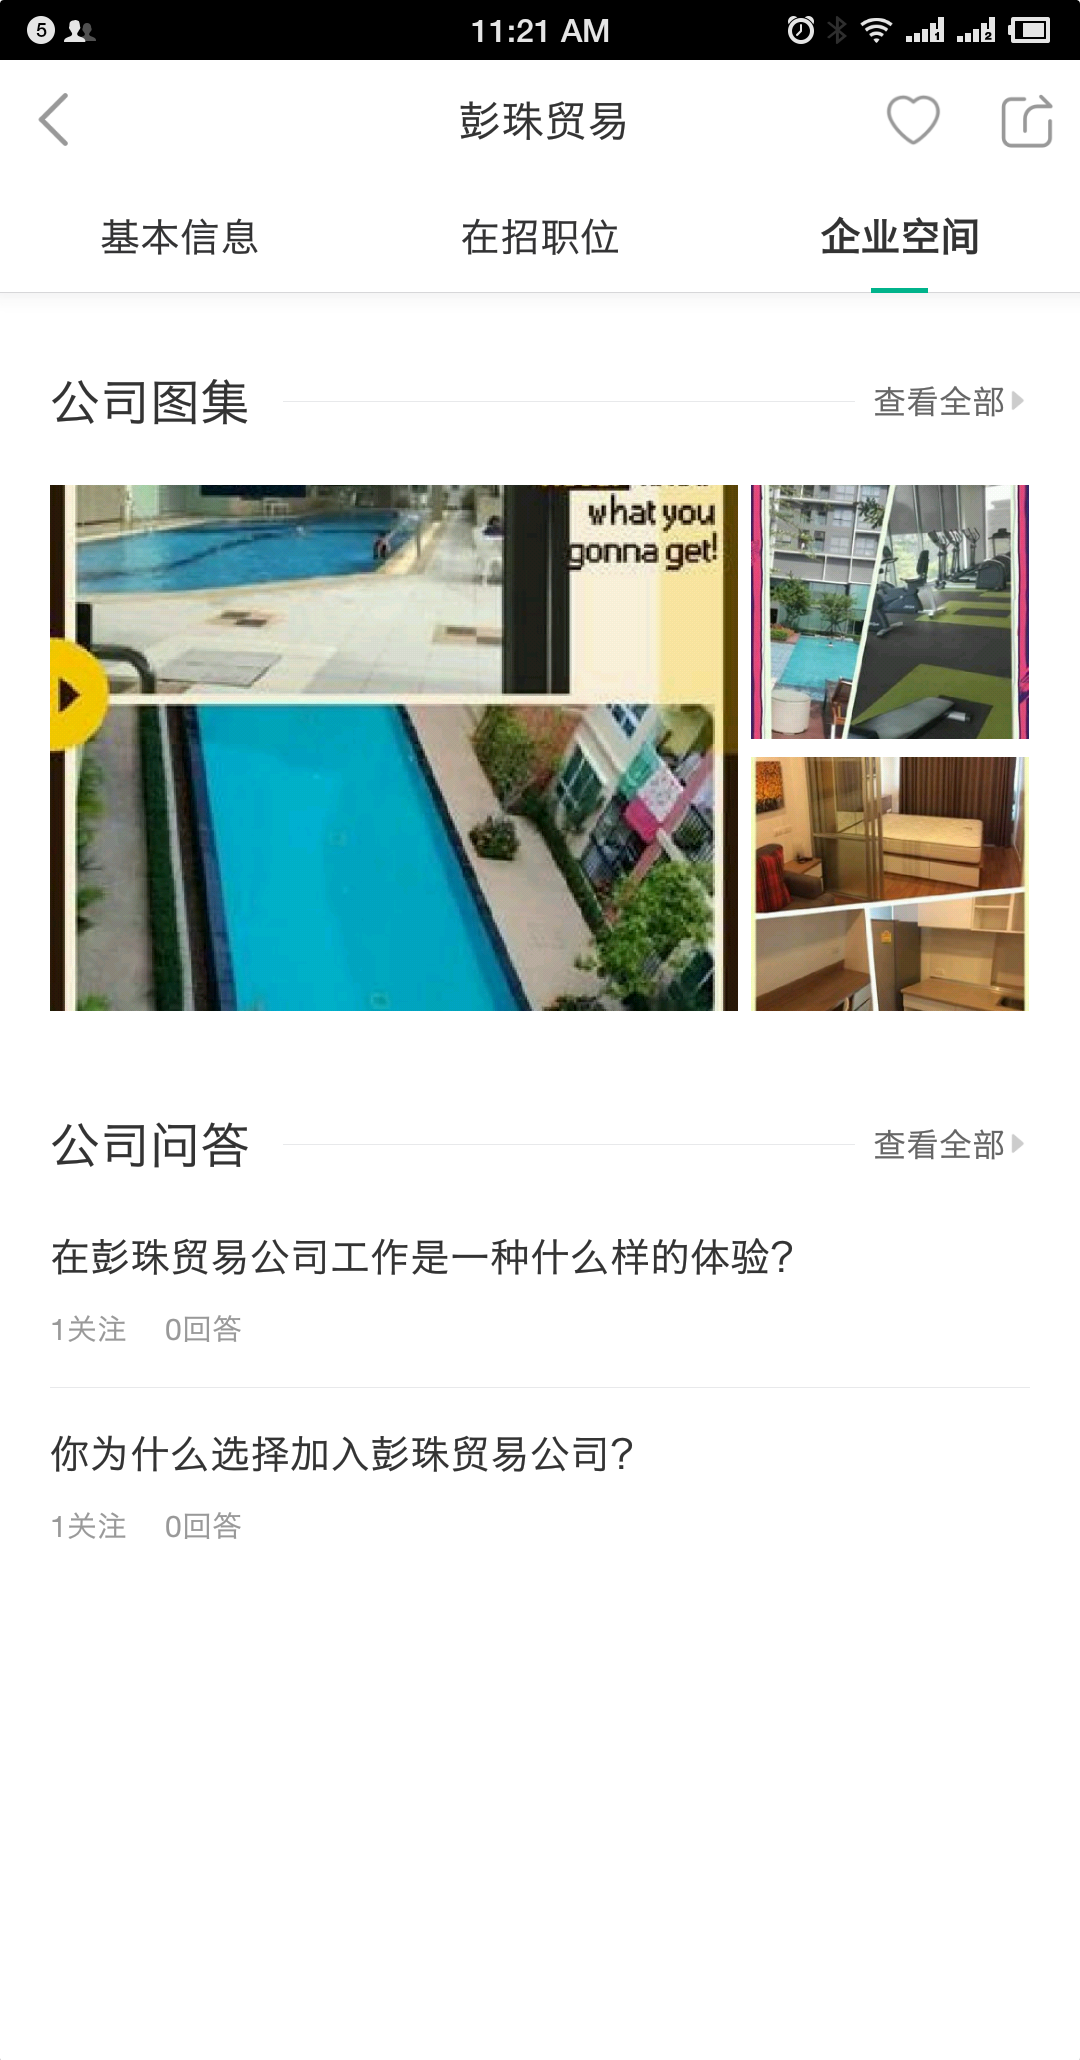 5
11:21 AM
1
2
彭珠贸易
基本信息
在招职位
企业空间
公司图集
查看全部
what you
gonna get!
公司问答
查看全部
在彭珠贸易公司工作是一种什么样的体验?
1关注 0回答
你为什么选择加入彭珠贸易公司?
1关注 0回答